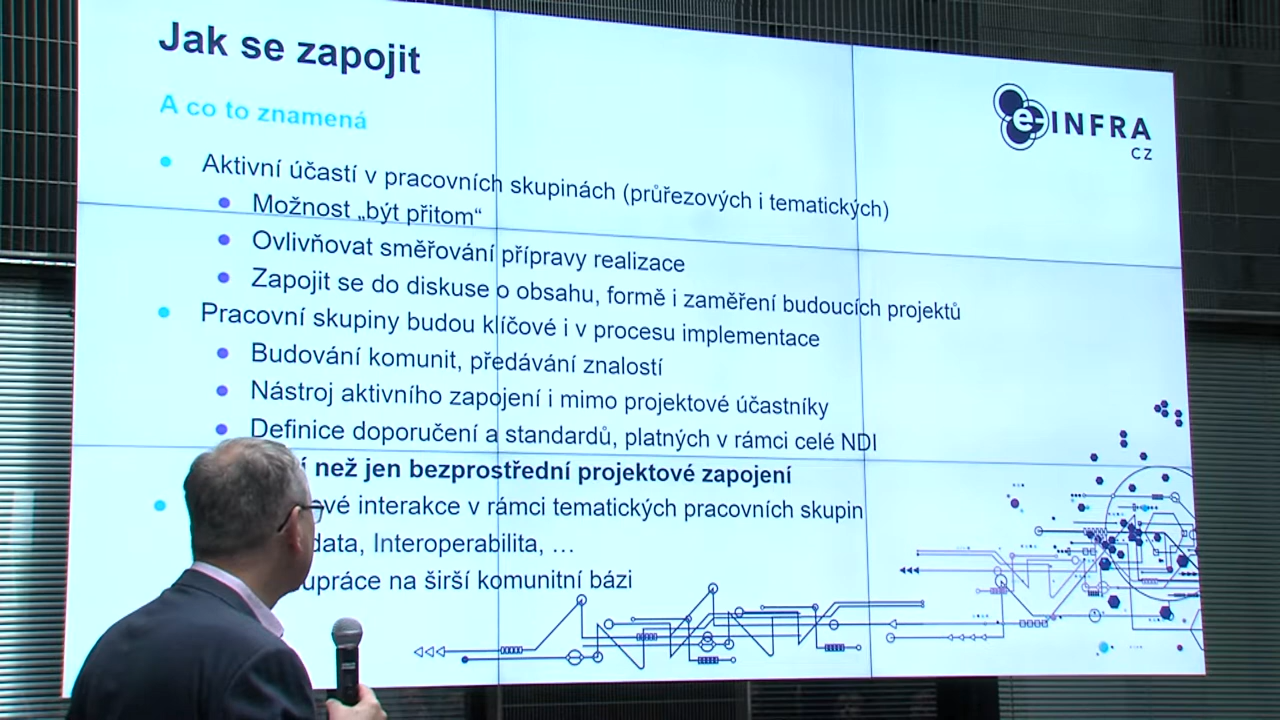 Jak se zapojit
e-INFRA
CZ
A co to znamená
Aktivní účastí v pracovních skupinách (průřezových i tematických)
Možnost „být přitom“
Ovlivňovat směřování přípravy realizace
Zapojit se do diskuse o obsahu, formě i zaměření budoucích projektů
Pracovní skupiny budou klíčové i v procesu implementace
Budování komunit, předávání znalostí
Nástroj aktivního zapojení i mimo projektové účastníky
Definice doporučení a standardů, platných v rámci celé NDI
než jen bezprostřední projektové zapojení
interakce v rámci tematických pracovních skupin
Interoperabilita, …
na širší komunitní bázi